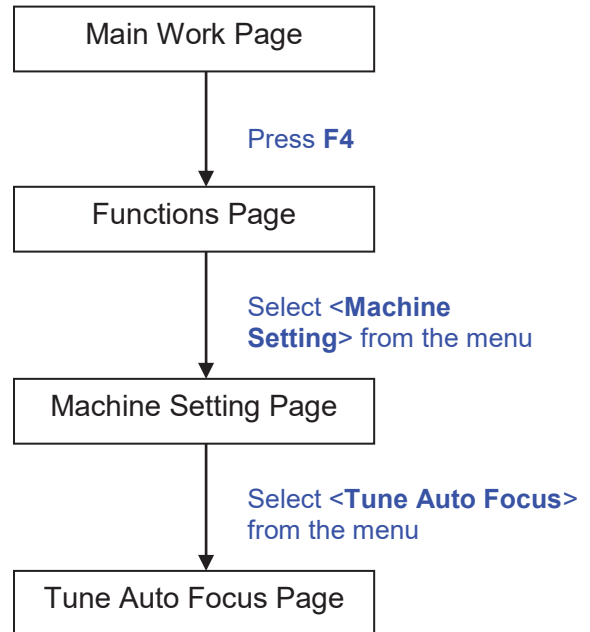 Main Work Page
Press F4
Functions Page
Select <Machine
Setting> from the menu
Machine Setting Page
Select <Tune Auto Focus>
from the menu
Tune Auto Focus Page